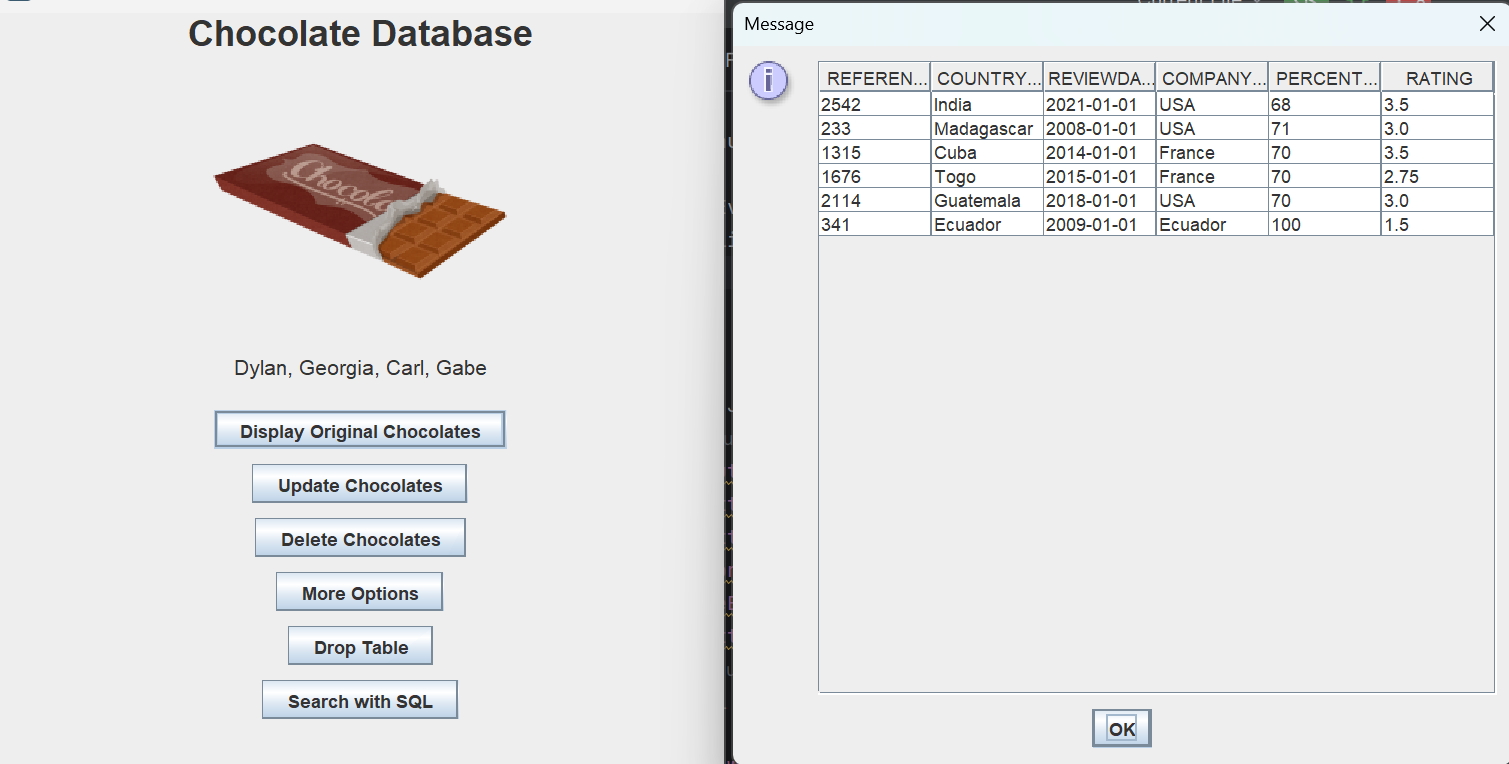 Chocolate Database
Dylan, Georgia, Carl, Gabe
Display Original Chocolates
Update Chocolates
Delete Chocolates
More Options
Drop Table
Search with SQL
Message
REFEREN... COUNTRY... REVIEWDA... COMPANY... PERCENT... RATING
2542 India 2021-01-01 USA 68 3.5
233 Madagascar 2008-01-01 USA 71 3.0
1315 Cuba 2014-01-01 France 70 3.5
1676 Togo 2015-01-01 France 70 2.75
2114 Guatemala 2018-01-01 USA 70 3.0
341 Ecuador 2009-01-01 Ecuador 100 1.5
OK